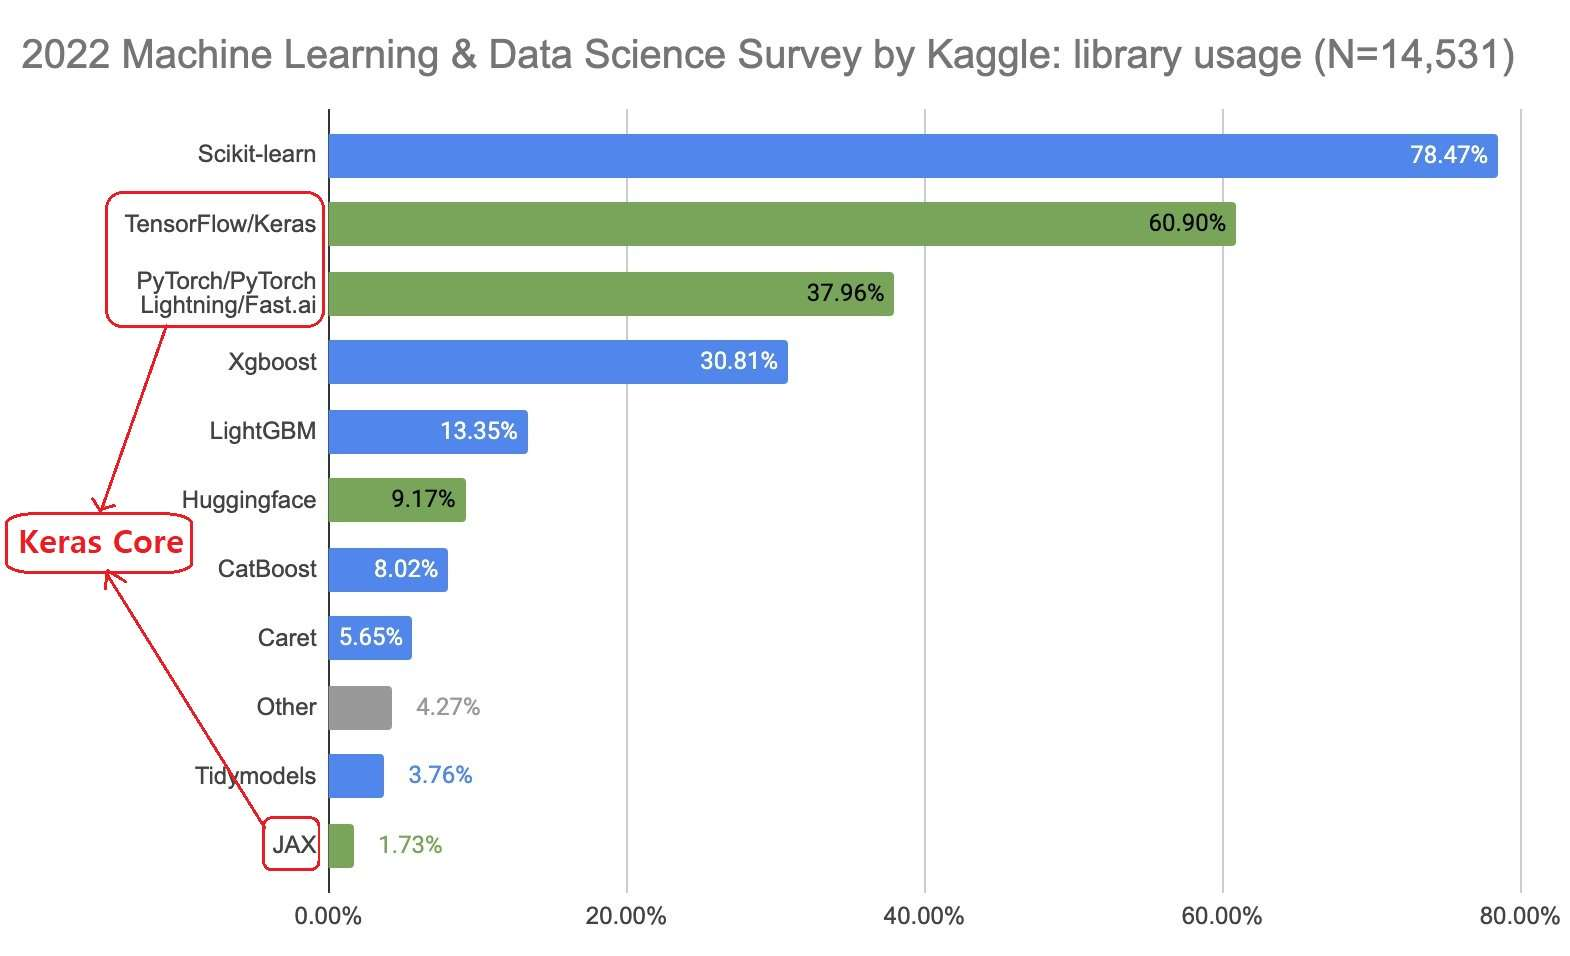 2022 Machine Learning & Data Science Survey by Kaggle: library usage (N=14,531)
Scikit-learn 78.47%
TensorFlow/Keras 60.90%
PyTorch/PyTorch
Lightning/Fast.ai 37.96%
Xgboost 30.81%
LightGBM 13.35%
Huggingface 9.17%
Keras Core
CatBoost 8.02%
Caret 5.65%
Other 4.27%
Tidymodels 3.76%
JAX 1.73%
0.00% 20.00% 40.00% 60.00% 80.00%